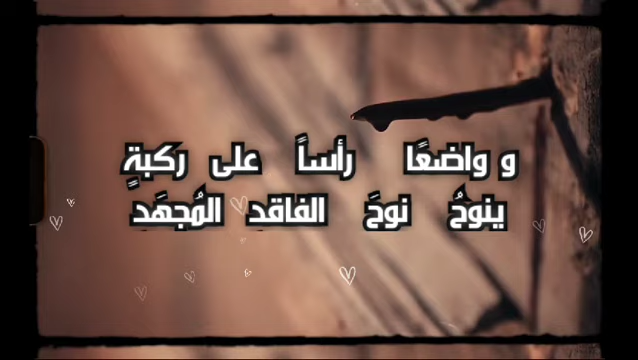 و واضعًا رأساً على ركبةٍ
ينوحُ نوحَ الفاقد المُجهَد